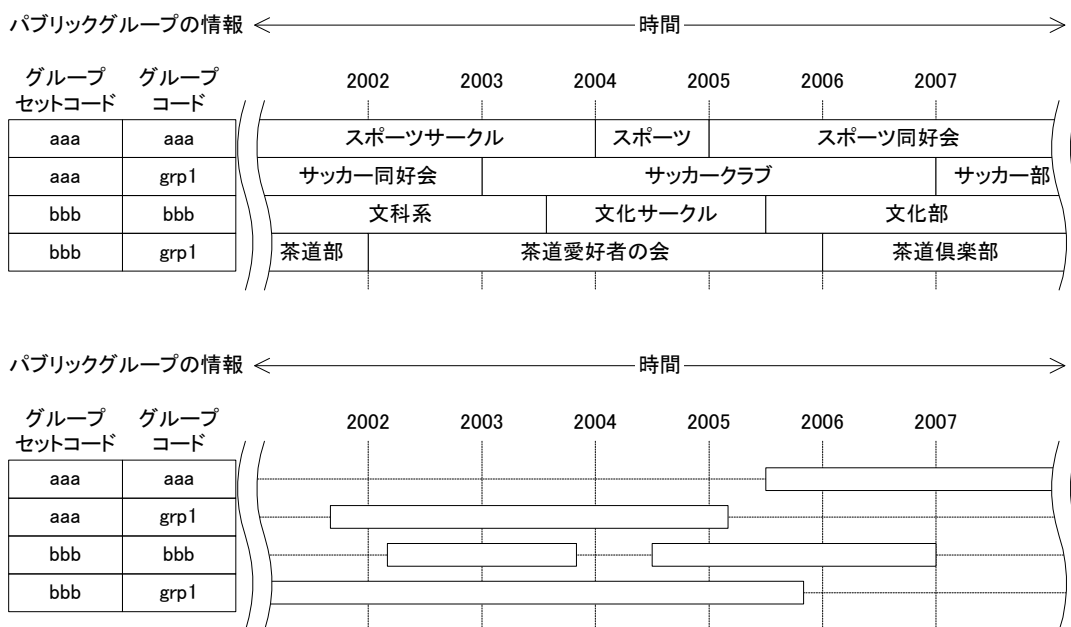 パブリックグループの情報 時間
グループ グループ
セットコード コード
2002 2003 2004 2005 2006 2007
aaa aaa スポーツサークル スポーツ スポーツ同好会
aaa grp1 サッカー同好会 サッカークラブ サッカー部
bbb bbb 文科系 文化サークル 文化部
bbb grp1 茶道部 茶道愛好者の会 茶道倶楽部
パブリックグループの情報 時間
グループ グループ
セットコード コード
2002 2003 2004 2005 2006 2007
aaa aaa
aaa grp1
bbb bbb
bbb grp1